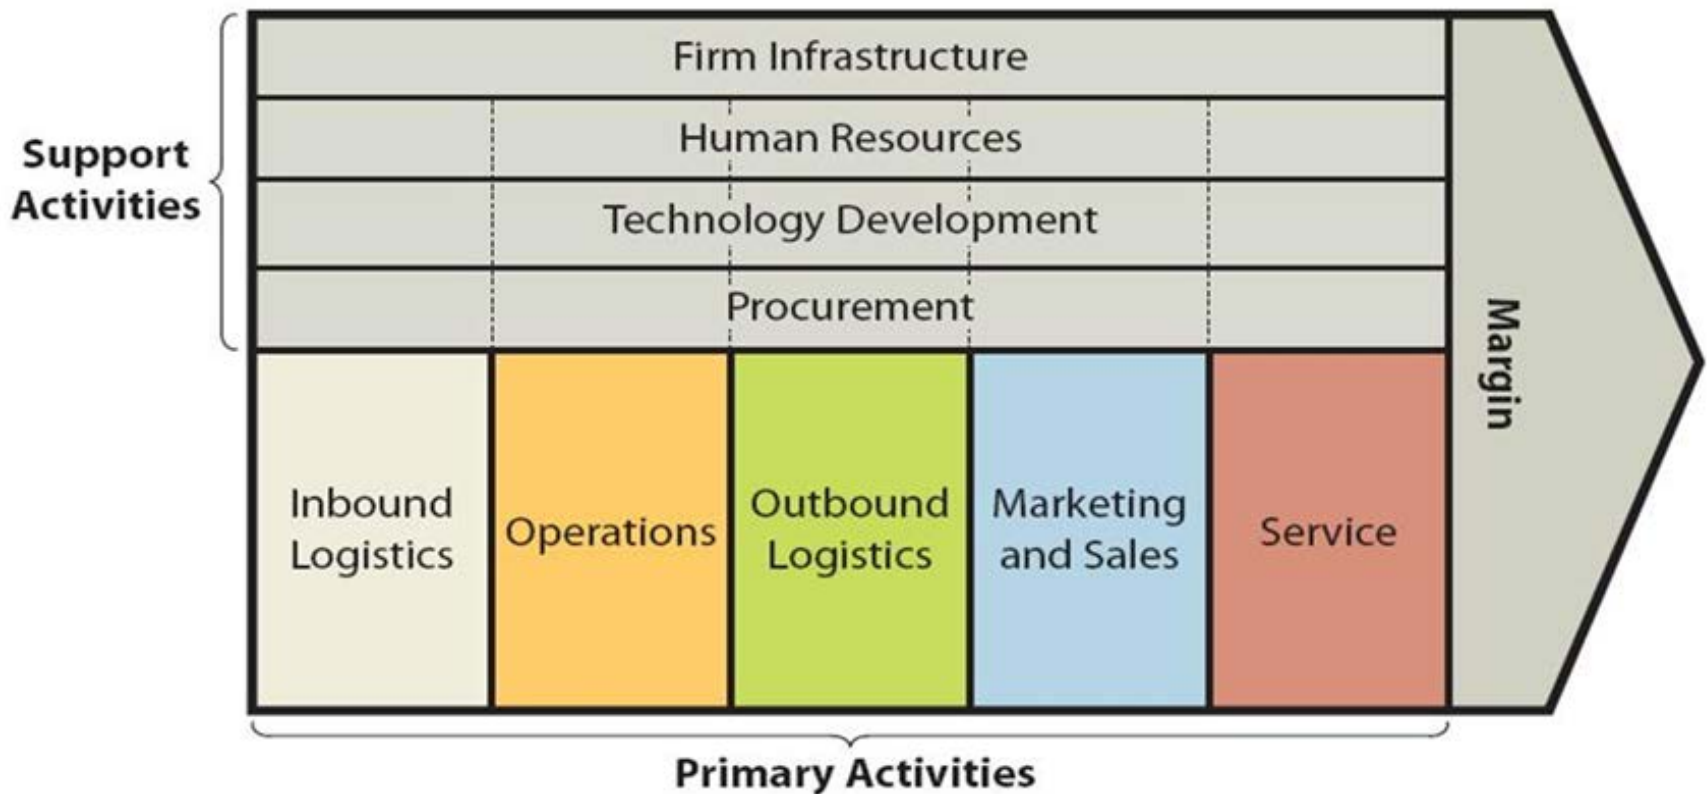 Firm Infrastructure
Human Resources
Technology Development
Procurement
Support
Activities
Inbound
Logistics
Operations
Outbound
Logistics
Marketing
and Sales
Service
Margin
Primary Activities